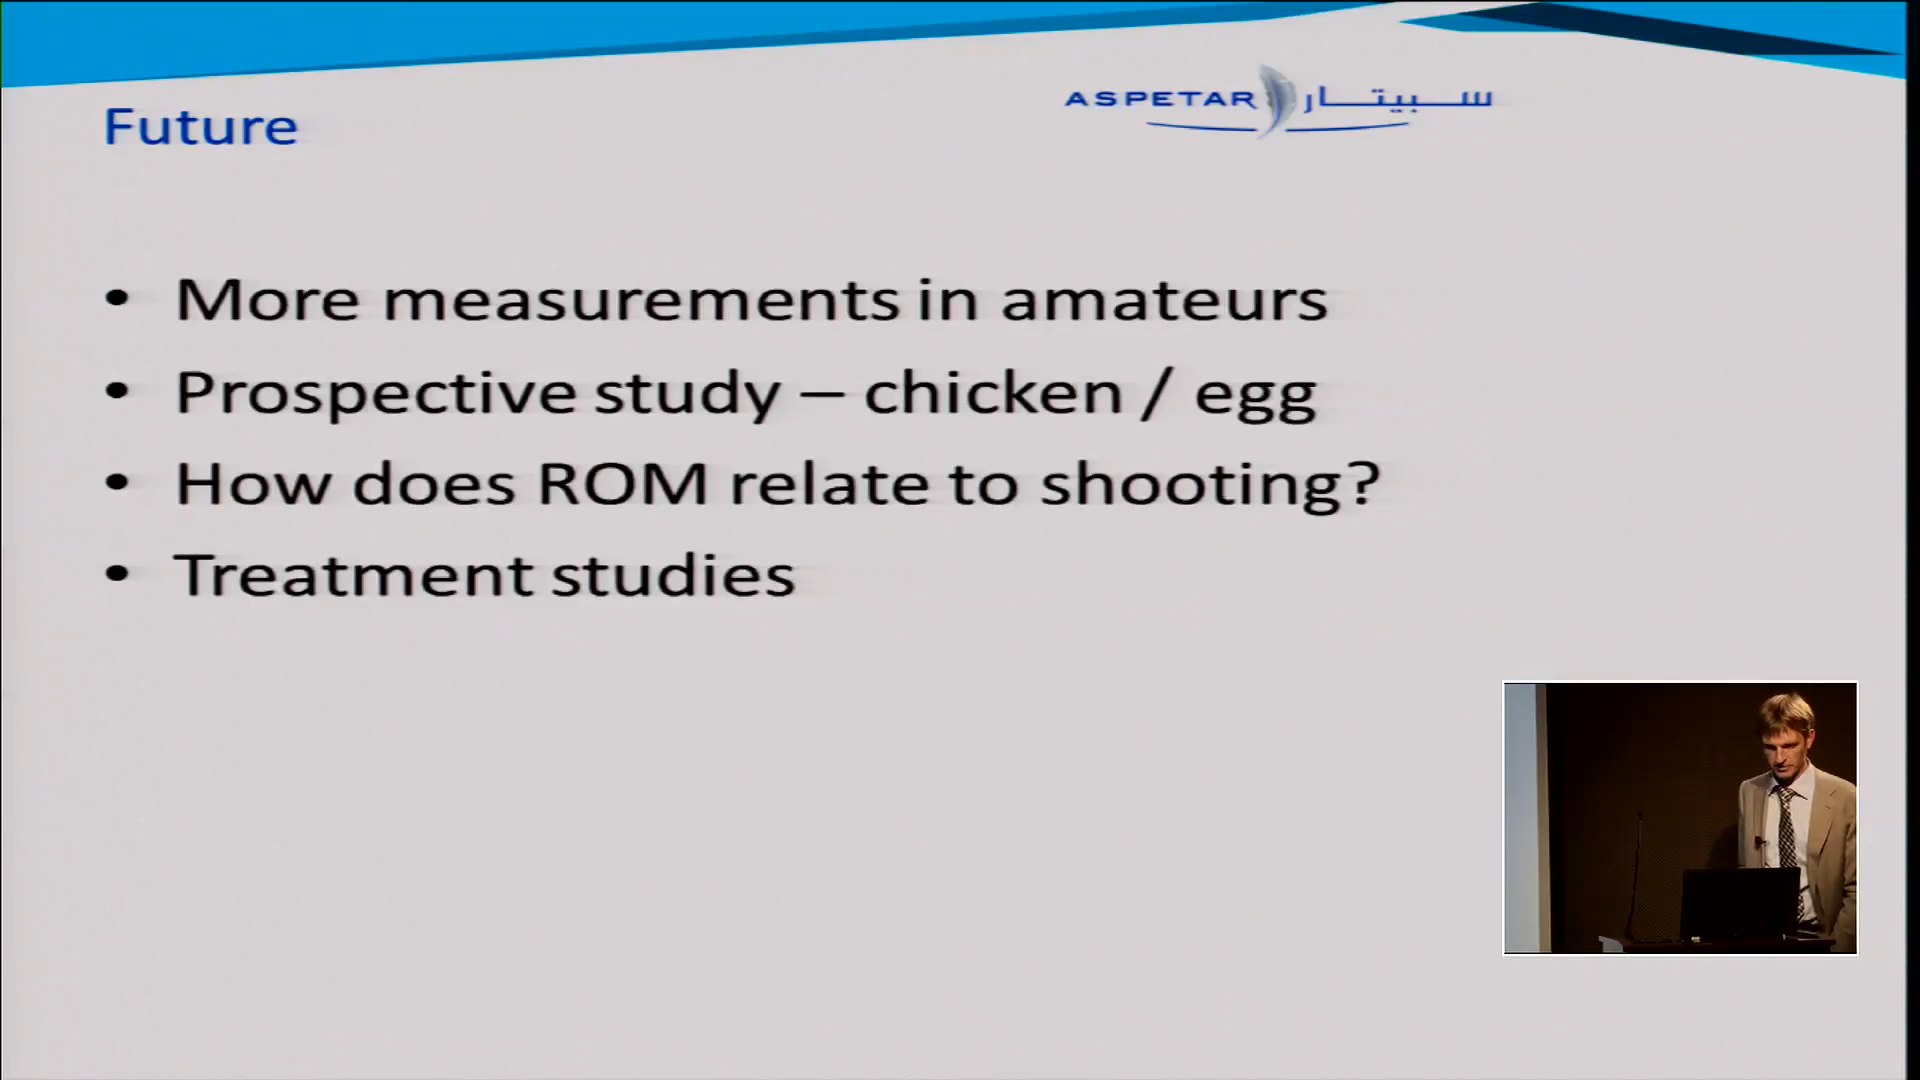 ASPETAR سبيتار
Future
• More measurements in amateurs
• Prospective study – chicken / egg
• How does ROM relate to shooting?
• Treatment studies